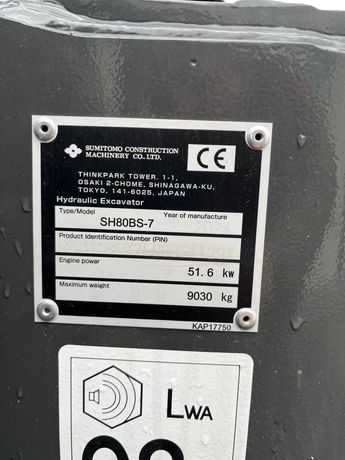 SUMITOMO CONSTRUCTION
MACHINERY CO.,LTD.
CE
THINKPARK TOWER, 1-1,
OSAKI 2-CHOME, SHINAGAWA-KU,
TOKYO, 141-6025, JAPAN
Hydraulic Excavator
Type/Model
Year of manufacture
SH80BS-7
Product Identification Number (PIN)
Engine power
51.6 kw
Maximum weight
9030 kg
KAP17750
LWA